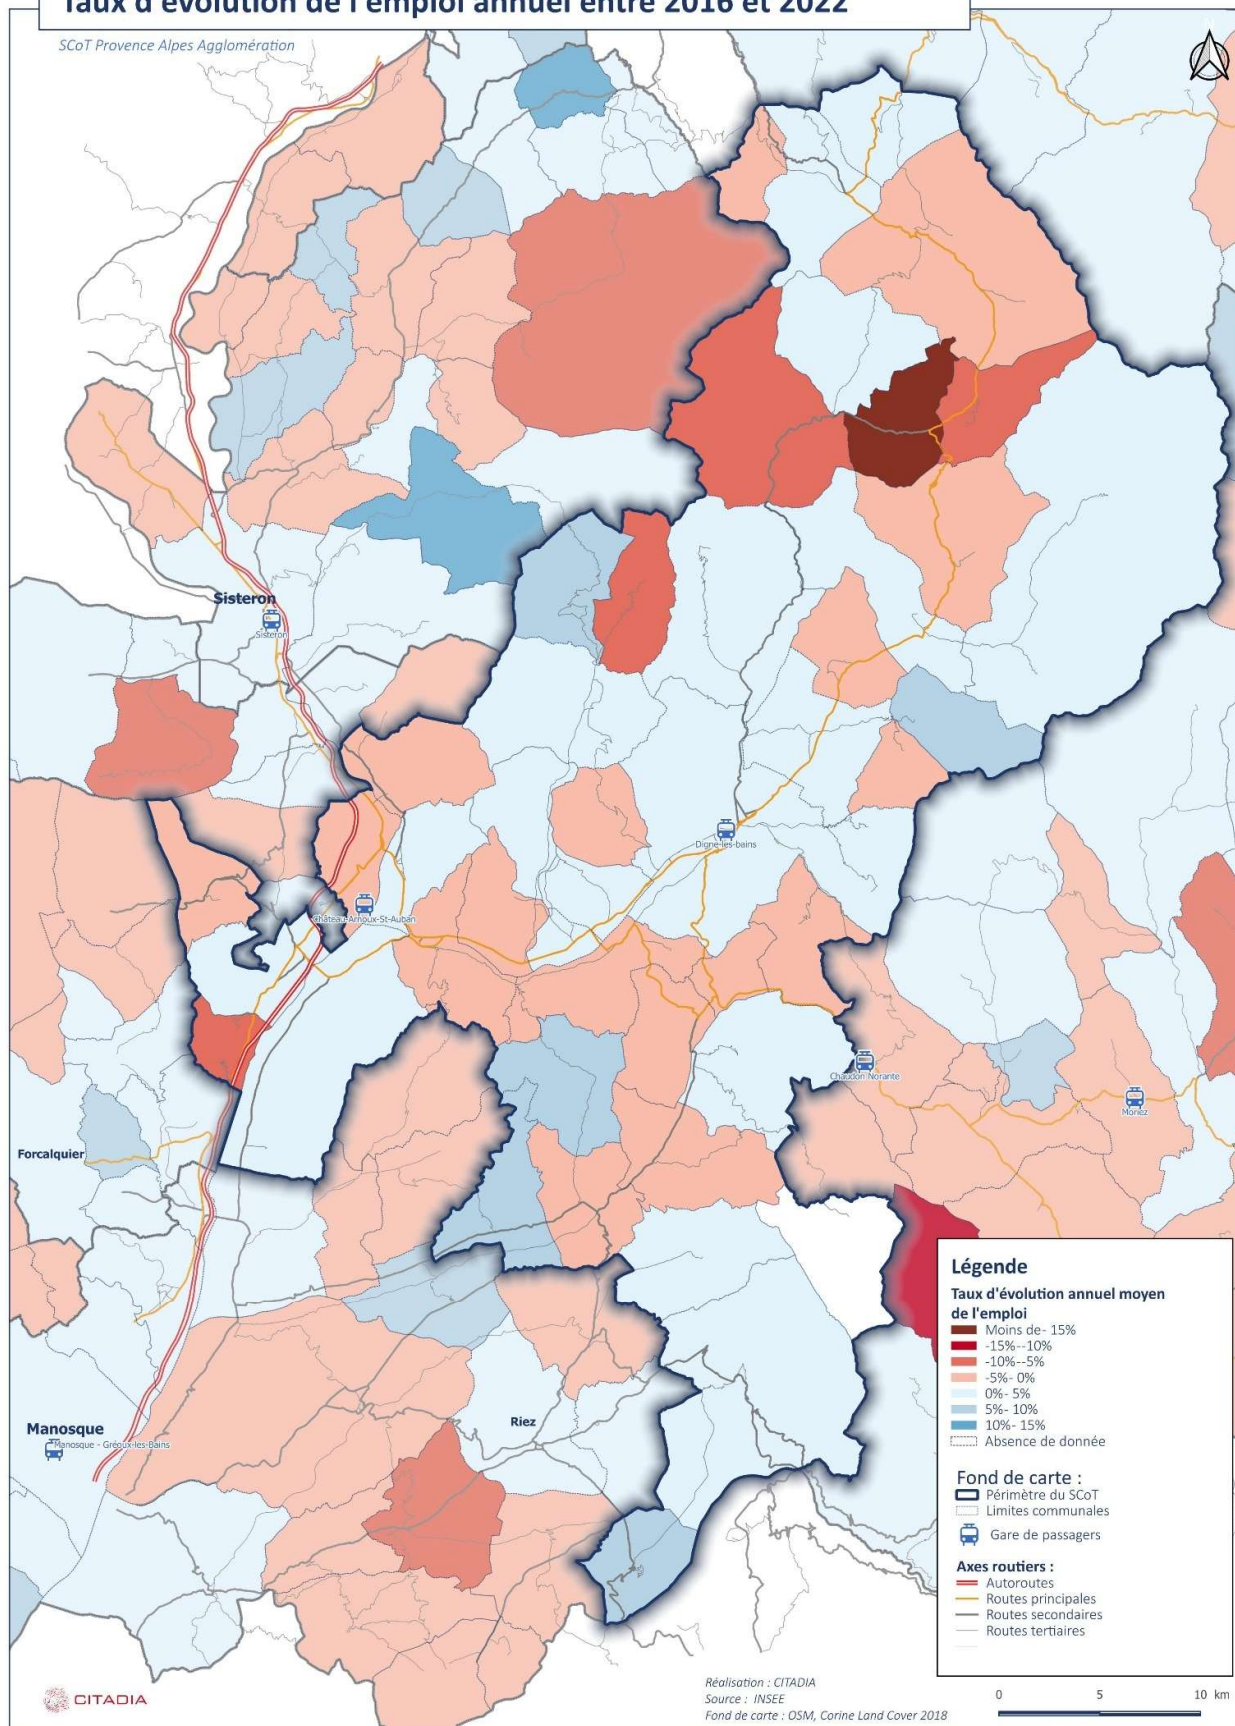 Taux d'évolution de l'emploi annuel entre 2016 et 2022
SCoT Provence Alpes Agglomération
Sisteron
Sisteron
Digne-les-bains
Château-Arnoux-St-Auban
Chaudon Norante
Moriez
Forcalquier
Riez
Manosque
Manosque - Gréoux-les-Bains
Légende
Taux d'évolution annuel moyen
de l'emploi
Moins de- 15%
-15%--10%
-10%--5%
-5%- 0%
0%- 5%
5%- 10%
10%- 15%
Absence de donnée
Fond de carte :
Périmètre du SCoT
Limites communales
Gare de passagers
Axes routiers :
Autoroutes
Routes principales
Routes secondaires
Routes tertiaires
CITADIA
Réalisation : CITADIA
Source : INSEE
Fond de carte : OSM, Corine Land Cover 2018
0 5 10 km